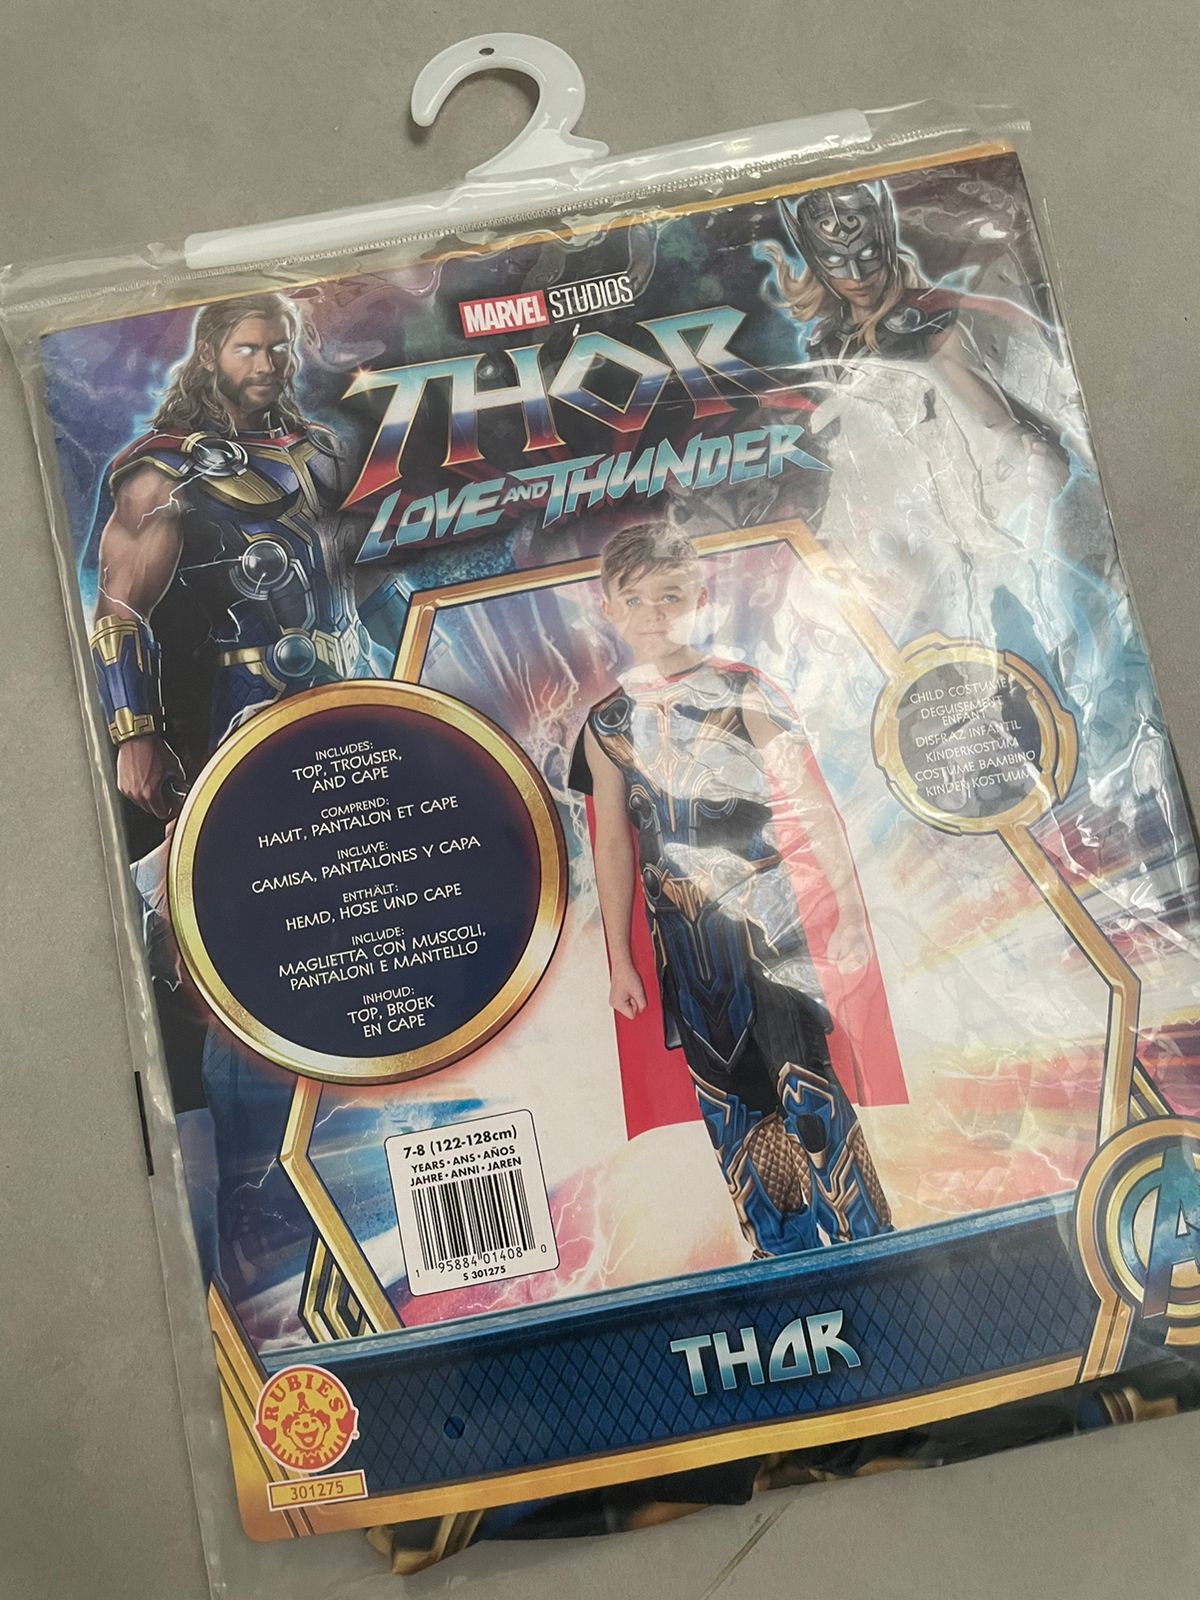 MARVEL STUDIOS
THOR
LOVE AND THUNDER
CHILD COSTUME
DEGUISEMENT
ENFANT
DISFRAZ INFANTIL
KINDERKOSTUM
COSTUME BAMBINO
KINDER KOSTUUM
INCLUDES:
TOP, TROUSER,
AND CAPE
COMPREND:
HAUT, PANTALON ET CAPE
INCLUYE:
CAMISA, PANTALONES Y CAPA
ENTHÄLT:
HEMD, HOSE UND CAPE
INCLUDE:
MAGLIETTA CON MUSCOLI,
PANTALONI E MANTELLO
INHOUD:
TOP, BROEK
EN CAPE
7-8 (122-128cm)
YEARS • ANS • AÑOS
JAHRE • ANNI • JAREN
1 95884 01408 0
S 301275
THOR
RUBIES
301275
A